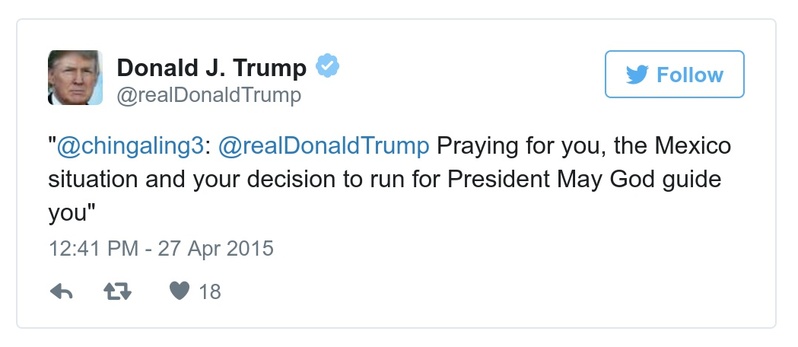 Donald J. Trump
@realDonaldTrump
Follow
"@chingaling3: @realDonaldTrump Praying for you, the Mexico
situation and your decision to run for President May God guide
you"
12:41 PM - 27 Apr 2015
18